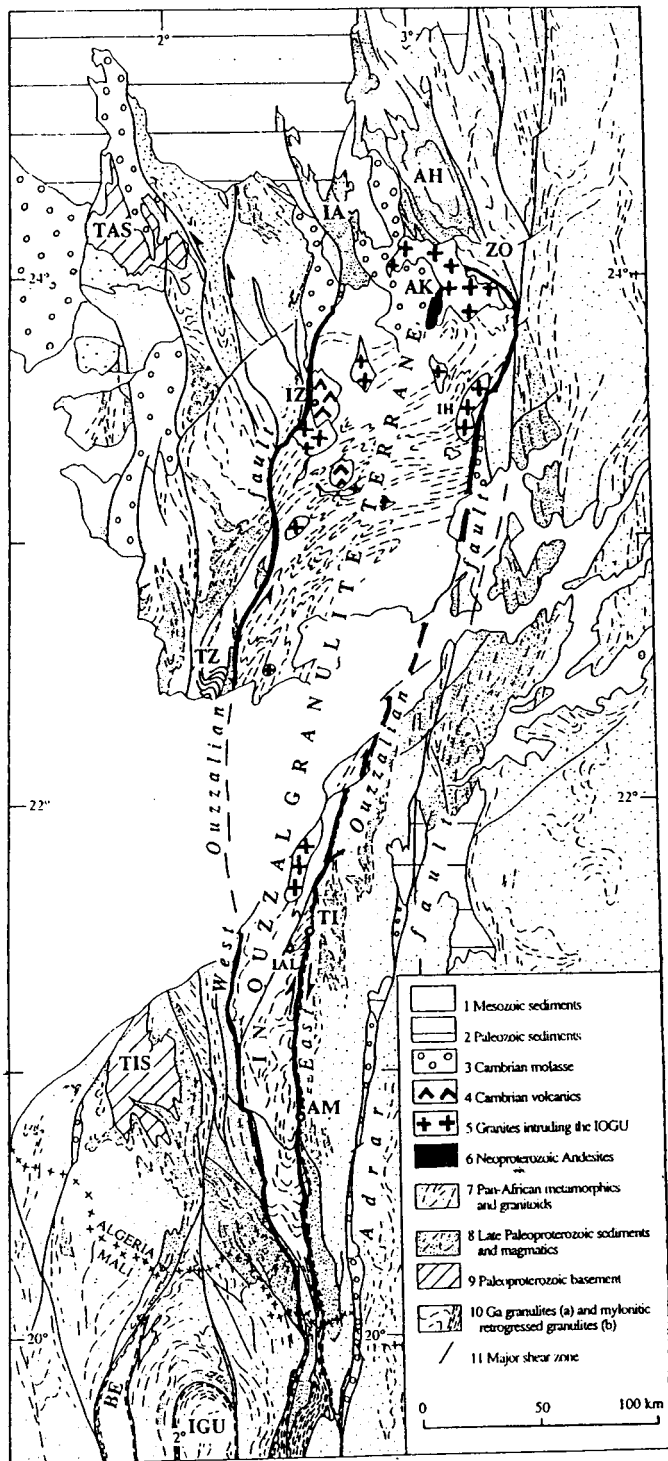 2°
3°
AH
IA
TAS
ZO
24°
24°
AK
IZ
IH
fault
IN OUZZAL GRANULITE TERRANE
fault
TZ
Ouzzalian
Ouzzalian
22°
22°
fault
TI
IAL
West
East
TIS
AM
Adrar
ALGERIA
MALI
20°
20°
BE
IGU
2°
1 Mesozoic sediments
2 Paleozoic sediments
3 Cambrian molasse
4 Cambrian volcanics
5 Granites intruding the IOGU
6 Neoproterozoic Andesites
7 Pan-African metamorphics
and granitoids
8 Late Paleoproterozoic sediments
and magmatics
9 Paleoproterozoic basement
10 Ga granulites (a) and mylonitic
retrogressed granulites (b)
11 Major shear zone
0 50 100 km